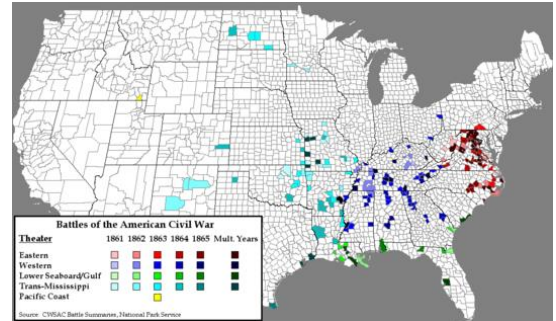 Battles of the American Civil War
Theater 1861 1862 1863 1864 1865 Mult. Years
Eastern
Western
Lower Seaboard/Gulf
Trans-Mississippi
Pacific Coast
Source CWSAC Battle Summaries, National Park Service